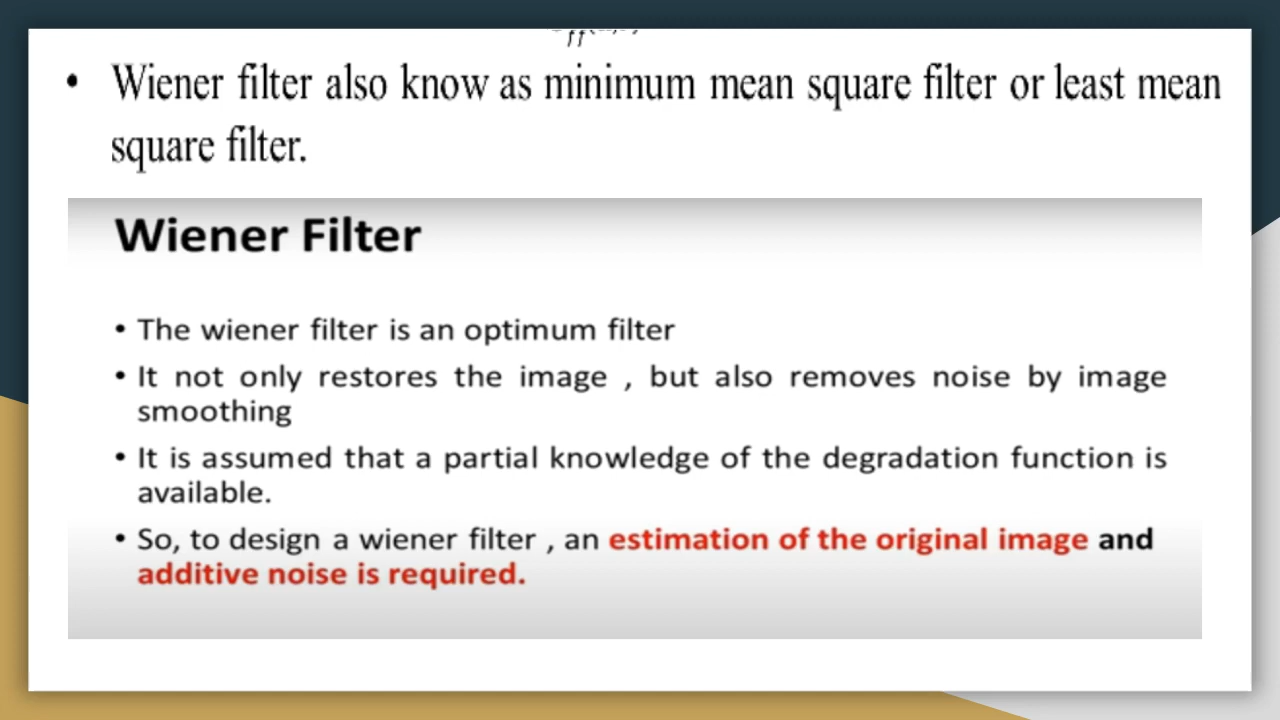 • Wiener filter also know as minimum mean square filter or least mean
square filter.
Wiener Filter
• The wiener filter is an optimum filter
• It not only restores the image , but also removes noise by image
smoothing
• It is assumed that a partial knowledge of the degradation function is
available.
• So, to design a wiener filter , an estimation of the original image and
additive noise is required.